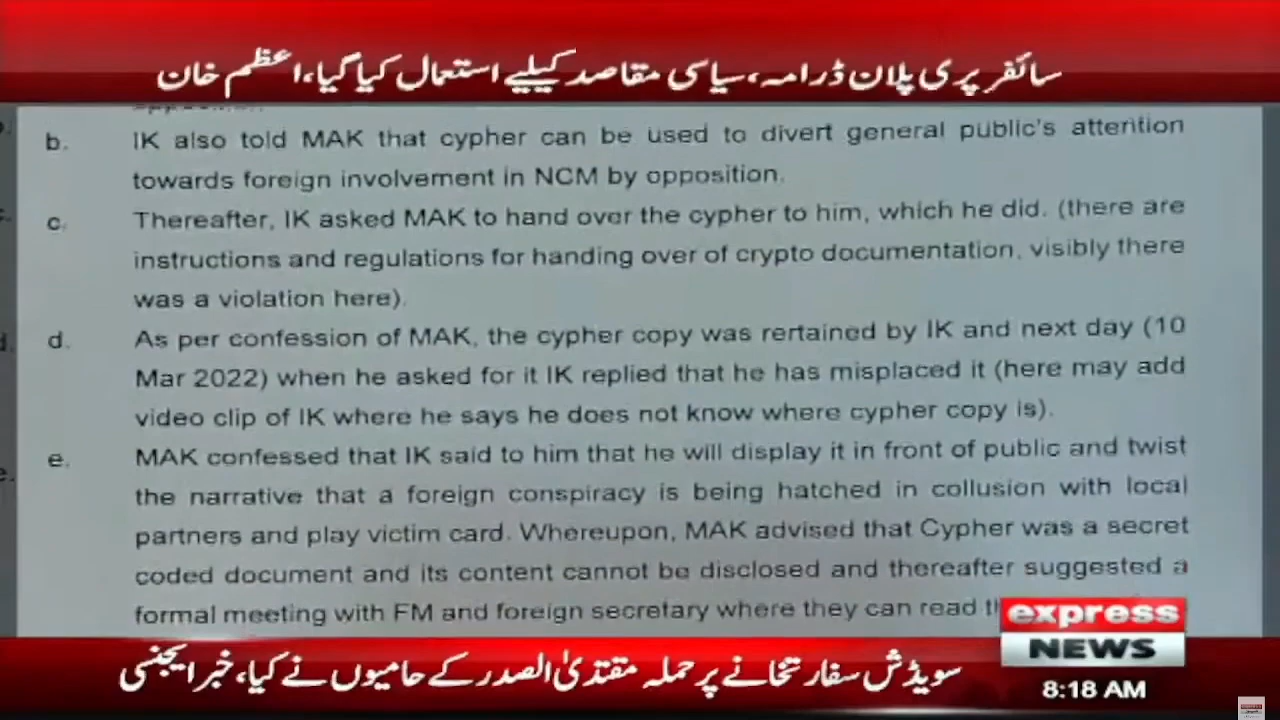 سائفر پری پلان ڈرامہ، سیاسی مقاصد کیلیے استعمال کیا گیا، اعظم خان
b. IK also told MAK that cypher can be used to divert general public's attention
towards foreign involvement in NCM by opposition.
c. Thereafter, IK asked MAK to hand over the cypher to him, which he did. (there are
instructions and regulations for handing over of crypto documentation, visibly there
was a violation here).
d. As per confession of MAK, the cypher copy was rertained by IK and next day (10
Mar 2022) when he asked for it IK replied that he has misplaced it (here may add
video clip of IK where he says he does not know where cypher copy is).
e. MAK confessed that IK said to him that he will display it in front of public and twist
the narrative that a foreign conspiracy is being hatched in collusion with local
partners and play victim card. Whereupon, MAK advised that Cypher was a secret
coded document and its content cannot be disclosed and thereafter suggested a
formal meeting with FM and foreign secretary where they can read
express
NEWS
سویڈش سفارتخانے پر حملہ مقتدیٰ الصدر کے حامیوں نے کیا، خبر ایجنسی
8:18 AM